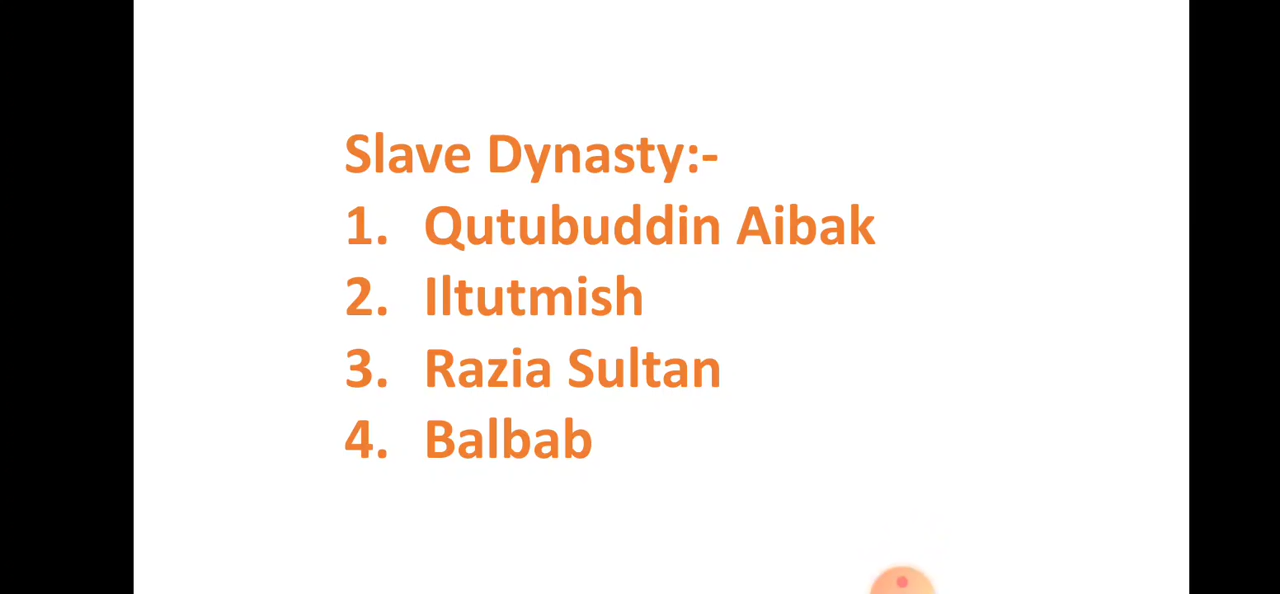 Slave Dynasty:-
1. Qutubuddin Aibak
2. Iltutmish
3. Razia Sultan
4. Balbab